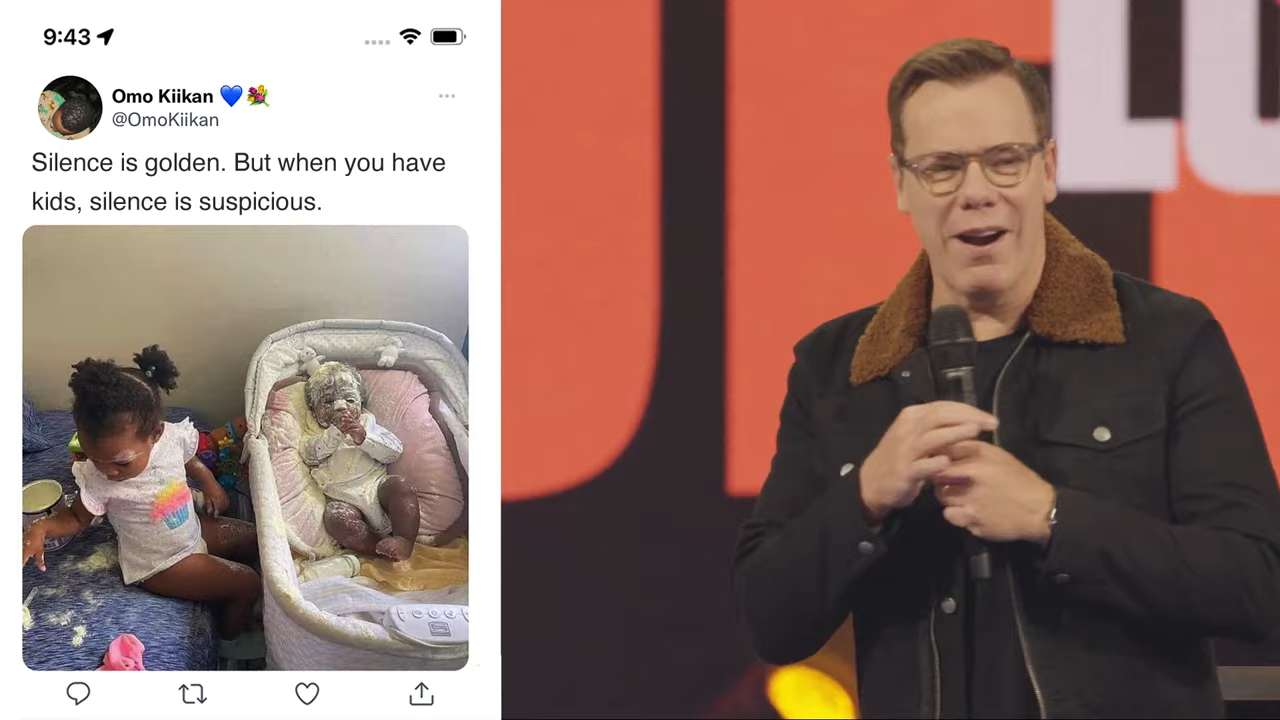 9:43
Omo Kiikan 💙💐
@OmoKiikan
Silence is golden. But when you have
kids, silence is suspicious.